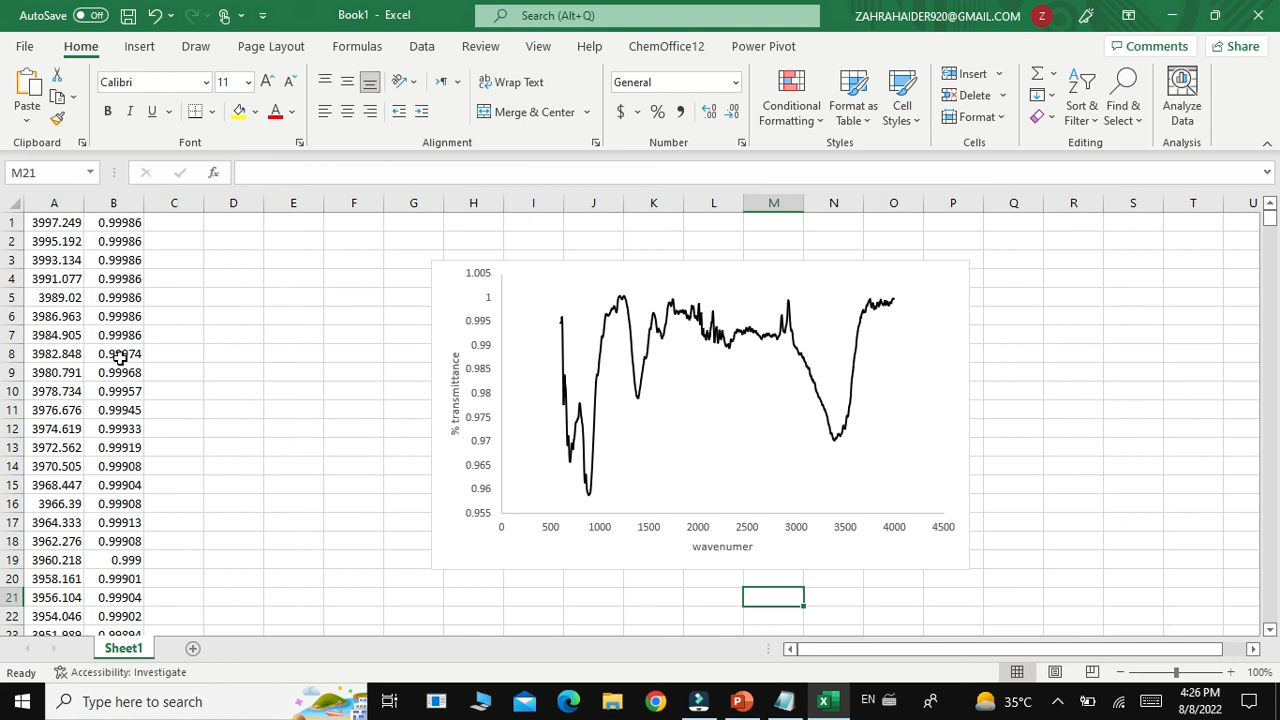 AutoSave Off Book1 - Excel Search (Alt+Q) ZAHRAHAIDER920@GMAIL.COM Z
File Home Insert Draw Page Layout Formulas Data Review View Help ChemOffice12 Power Pivot Comments Share
Paste Calibri 11 Wrap Text General Conditional Formatting Format as Table Cell Styles Insert Sort & Filter Find & Select Analyze Data
B I U A Merge & Center $ % , Delete
Format
Clipboard Font Alignment Number Styles Cells Editing Analysis
M21 fx
A B C D E F G H I J K L M N O P Q R S T U
1 3997.249 0.99986
2 3995.192 0.99986
3 3993.134 0.99986
4 3991.077 0.99986
5 3989.02 0.99986
6 3986.963 0.99986
7 3984.905 0.99986
8 3982.848
9 3980.791 0.99968
10 3978.734 0.99957
11 3976.676 0.99945
12 3974.619 0.99933
13 3972.562 0.99919
14 3970.505 0.99908
15 3968.447 0.99904
16 3966.39 0.99908
17 3964.333 0.99913
18 3962.276 0.99908
19 3960.218 0.999
20 3958.161 0.99901
21 3956.104 0.99904
22 3954.046 0.99902
23 3951.989 0.99894
1.005
1
0.995
0.99
0.985
0.98
0.975
0.97
0.965
0.96
0.955
% transmittance
0 500 1000 1500 2000 2500 3000 3500 4000 4500
wavenumer
Sheet1
Ready Accessibility: Investigate 100%
Type here to search 35°C EN 4:26 PM
8/8/2022